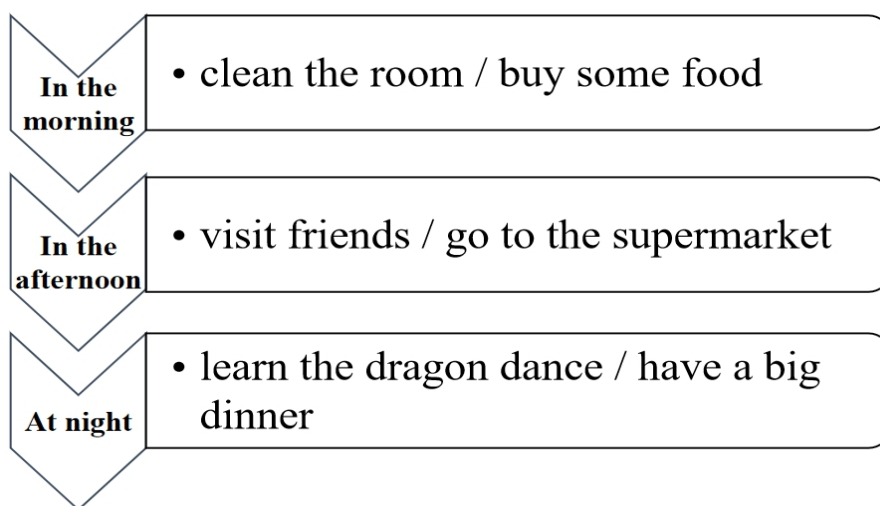 In the
morning
• clean the room / buy some food
In the
afternoon
• visit friends / go to the supermarket
At night
• learn the dragon dance / have a big
dinner